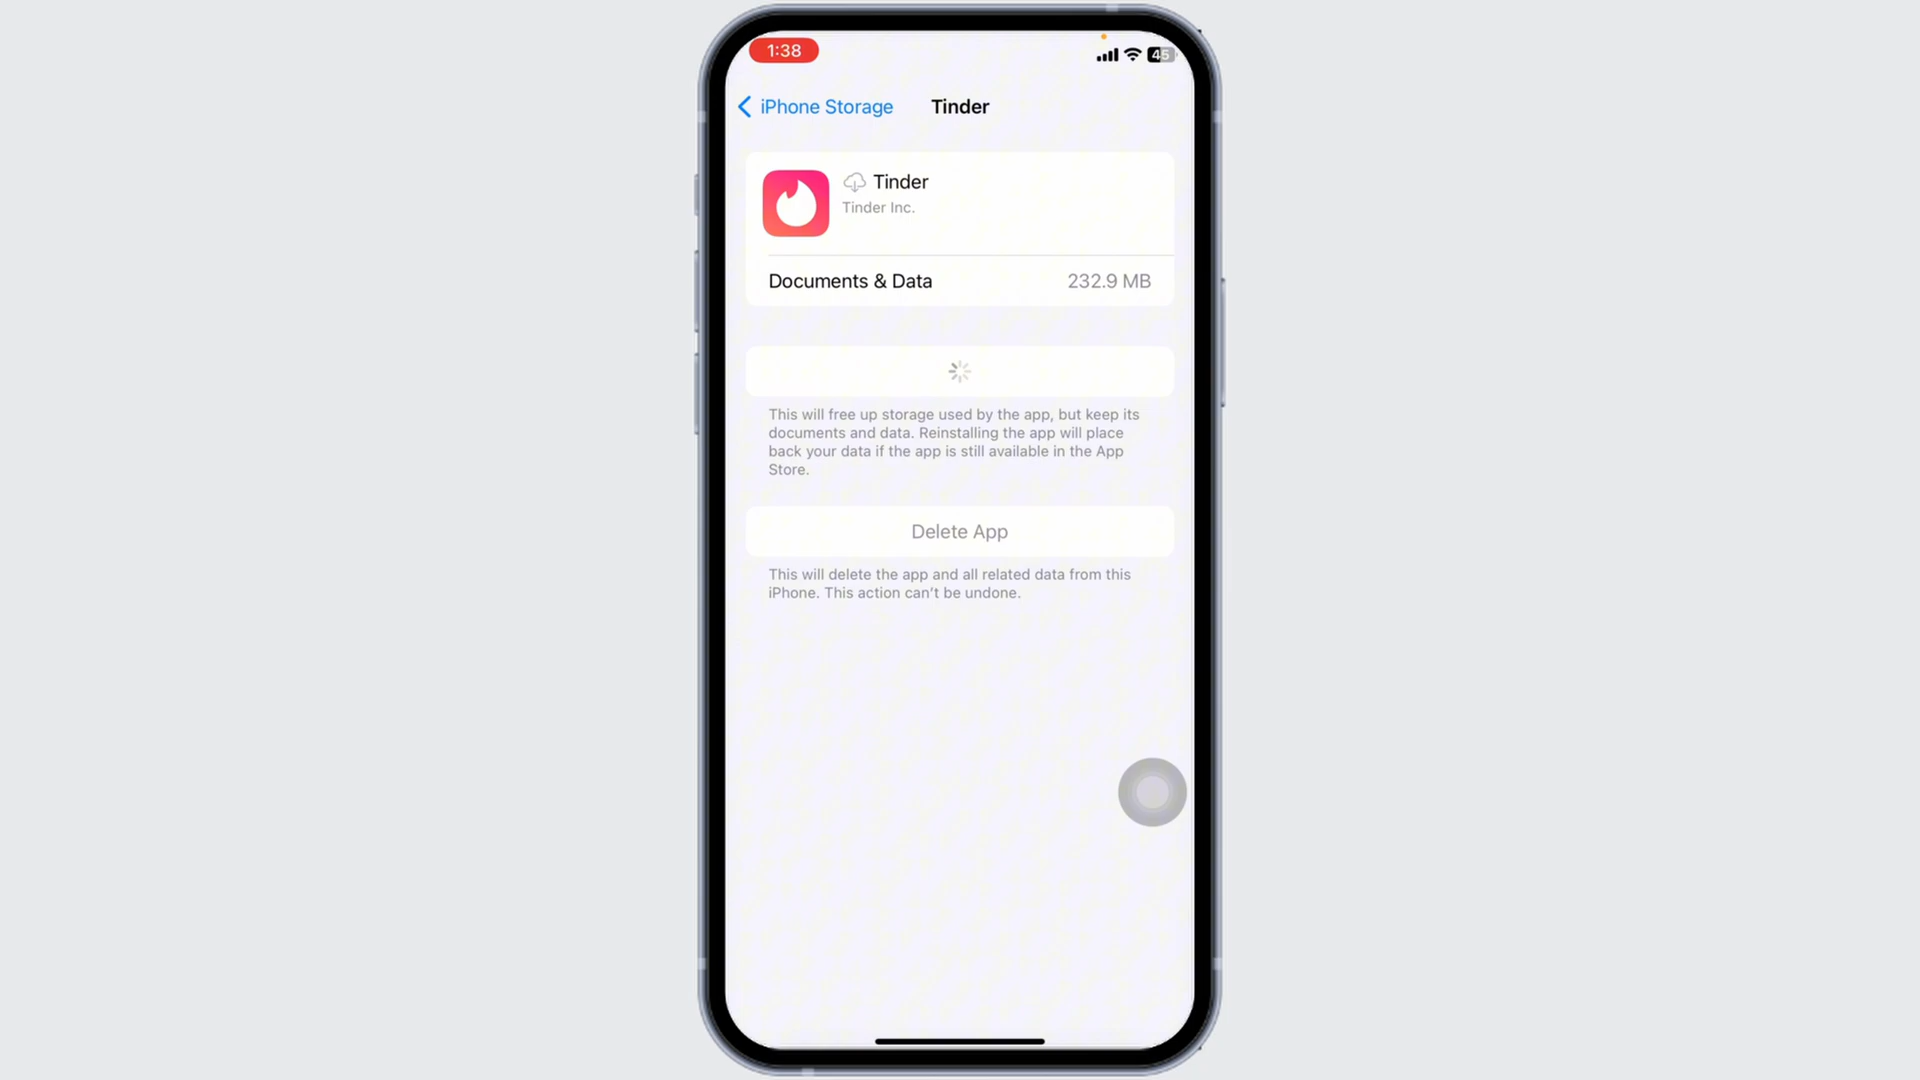 1:38
45
iPhone Storage
Tinder
Tinder
Tinder Inc.
Documents & Data
232.9 MB
This will free up storage used by the app, but keep its
documents and data. Reinstalling the app will place
back your data if the app is still available in the App
Store.
Delete App
This will delete the app and all related data from this
iPhone. This action can’t be undone.